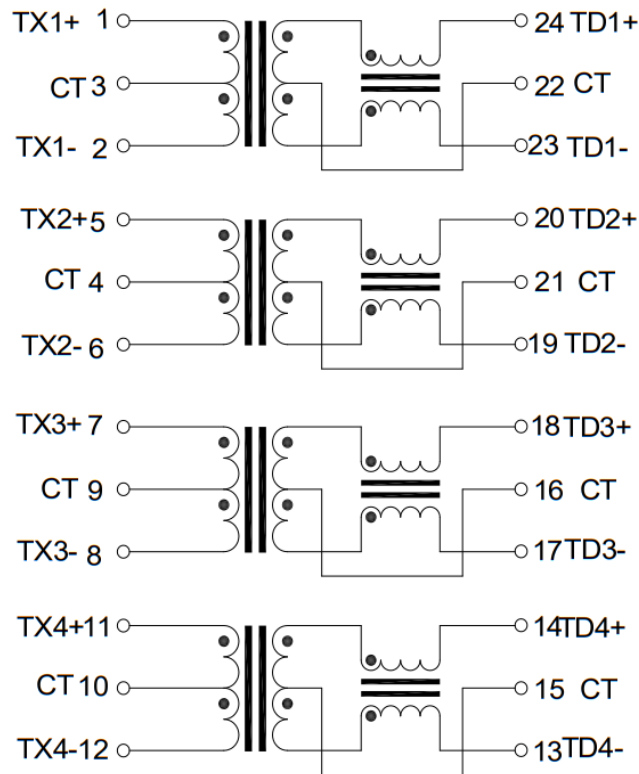 TX1+ 1 24 TD1+
CT 3 22 CT
TX1- 2 23 TD1-
TX2+ 5 20 TD2+
CT 4 21 CT
TX2- 6 19 TD2-
TX3+ 7 18 TD3+
CT 9 16 CT
TX3- 8 17 TD3-
TX4+ 11 14 TD4+
CT 10 15 CT
TX4- 12 13 TD4-